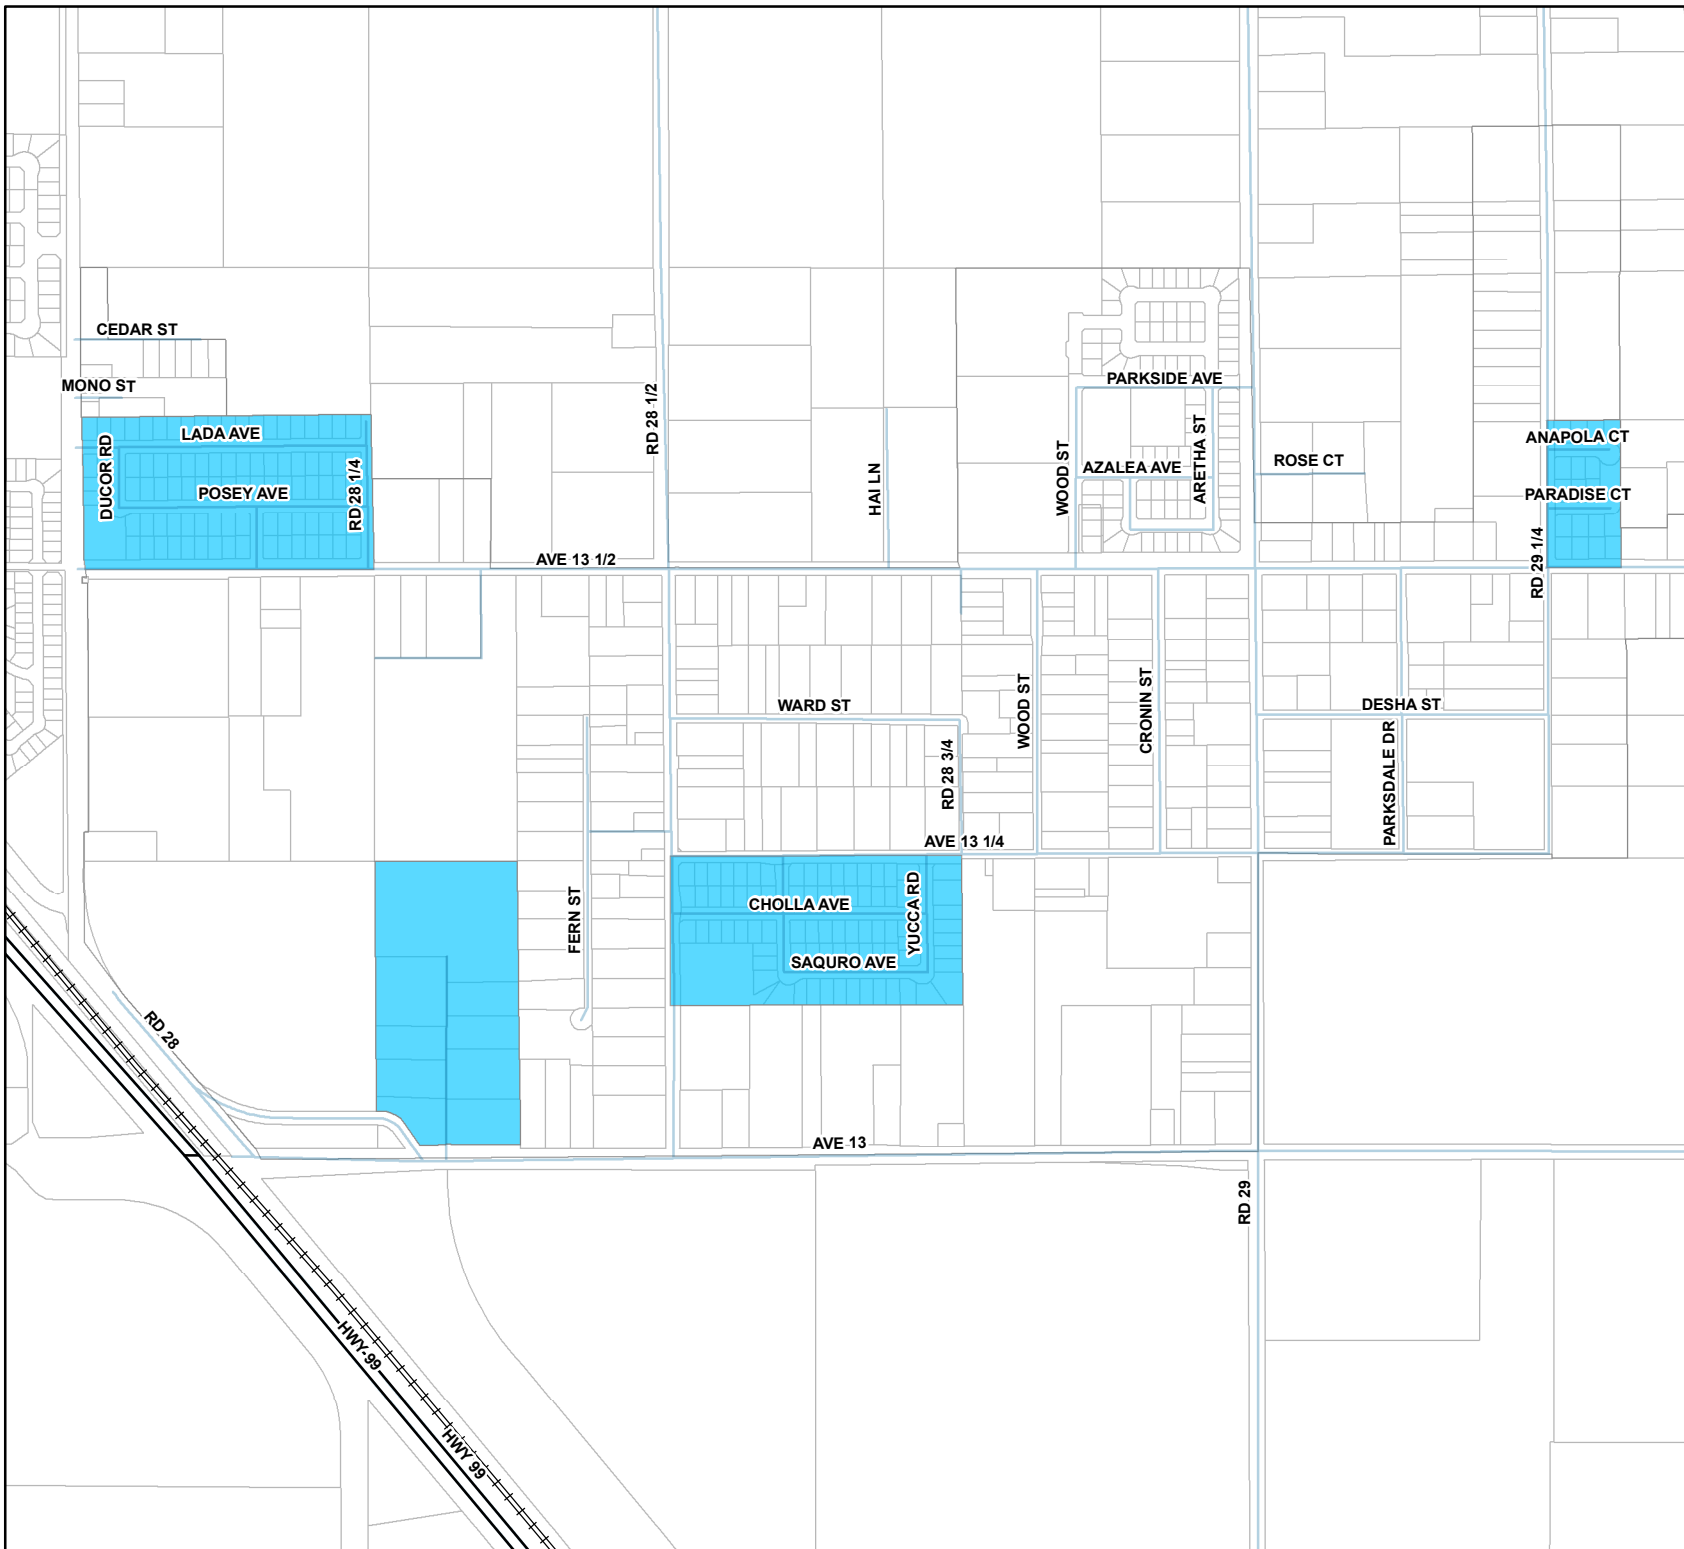 CEDAR ST
MONO ST
PARKSIDE AVE
LADA AVE
DUCOR RD
RD 28 1/4
POSEY AVE
RD 28 1/2
HAI LN
WOOD ST
AZALEA AVE
ARETHA ST
ROSE CT
ANAPOLA CT
PARADISE CT
RD 29 1/4
AVE 13 1/2
WARD ST
RD 28 3/4
WOOD ST
CRONIN ST
DESHA ST
PARKSDALE DR
AVE 13 1/4
FERN ST
CHOLLA AVE
YUCCA RD
SAQURO AVE
RD 28
AVE 13
RD 29
HWY-99
HWY 99